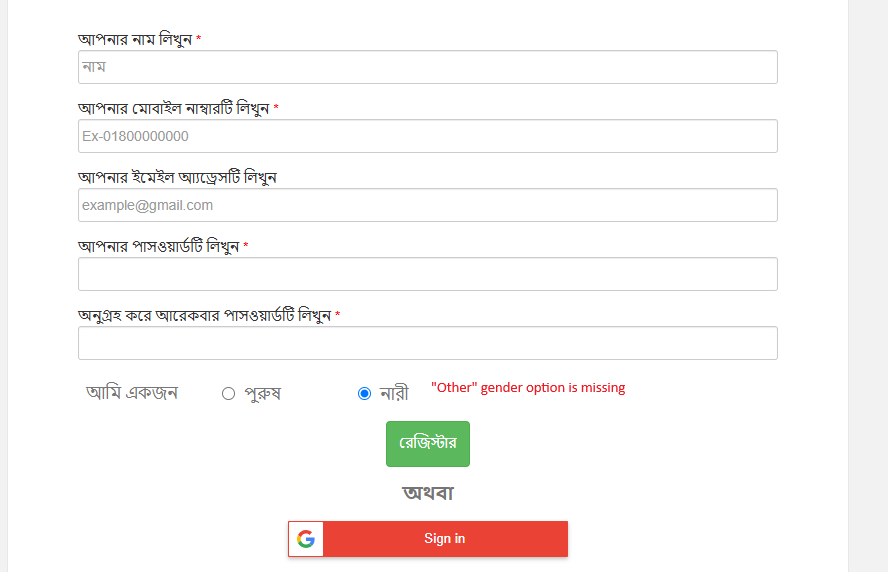 আপনার নাম লিখুন *
নাম
আপনার মোবাইল নাম্বারটি লিখুন *
Ex-01800000000
আপনার ইমেইল অ্যাড্রেসটি লিখুন
example@gmail.com
আপনার পাসওয়ার্ডটি লিখুন *
অনুগ্রহ করে আরেকবার পাসওয়ার্ডটি লিখুন *
আমি একজন পুরুষ নারী "Other" gender option is missing
রেজিস্টার
অথবা
Sign in